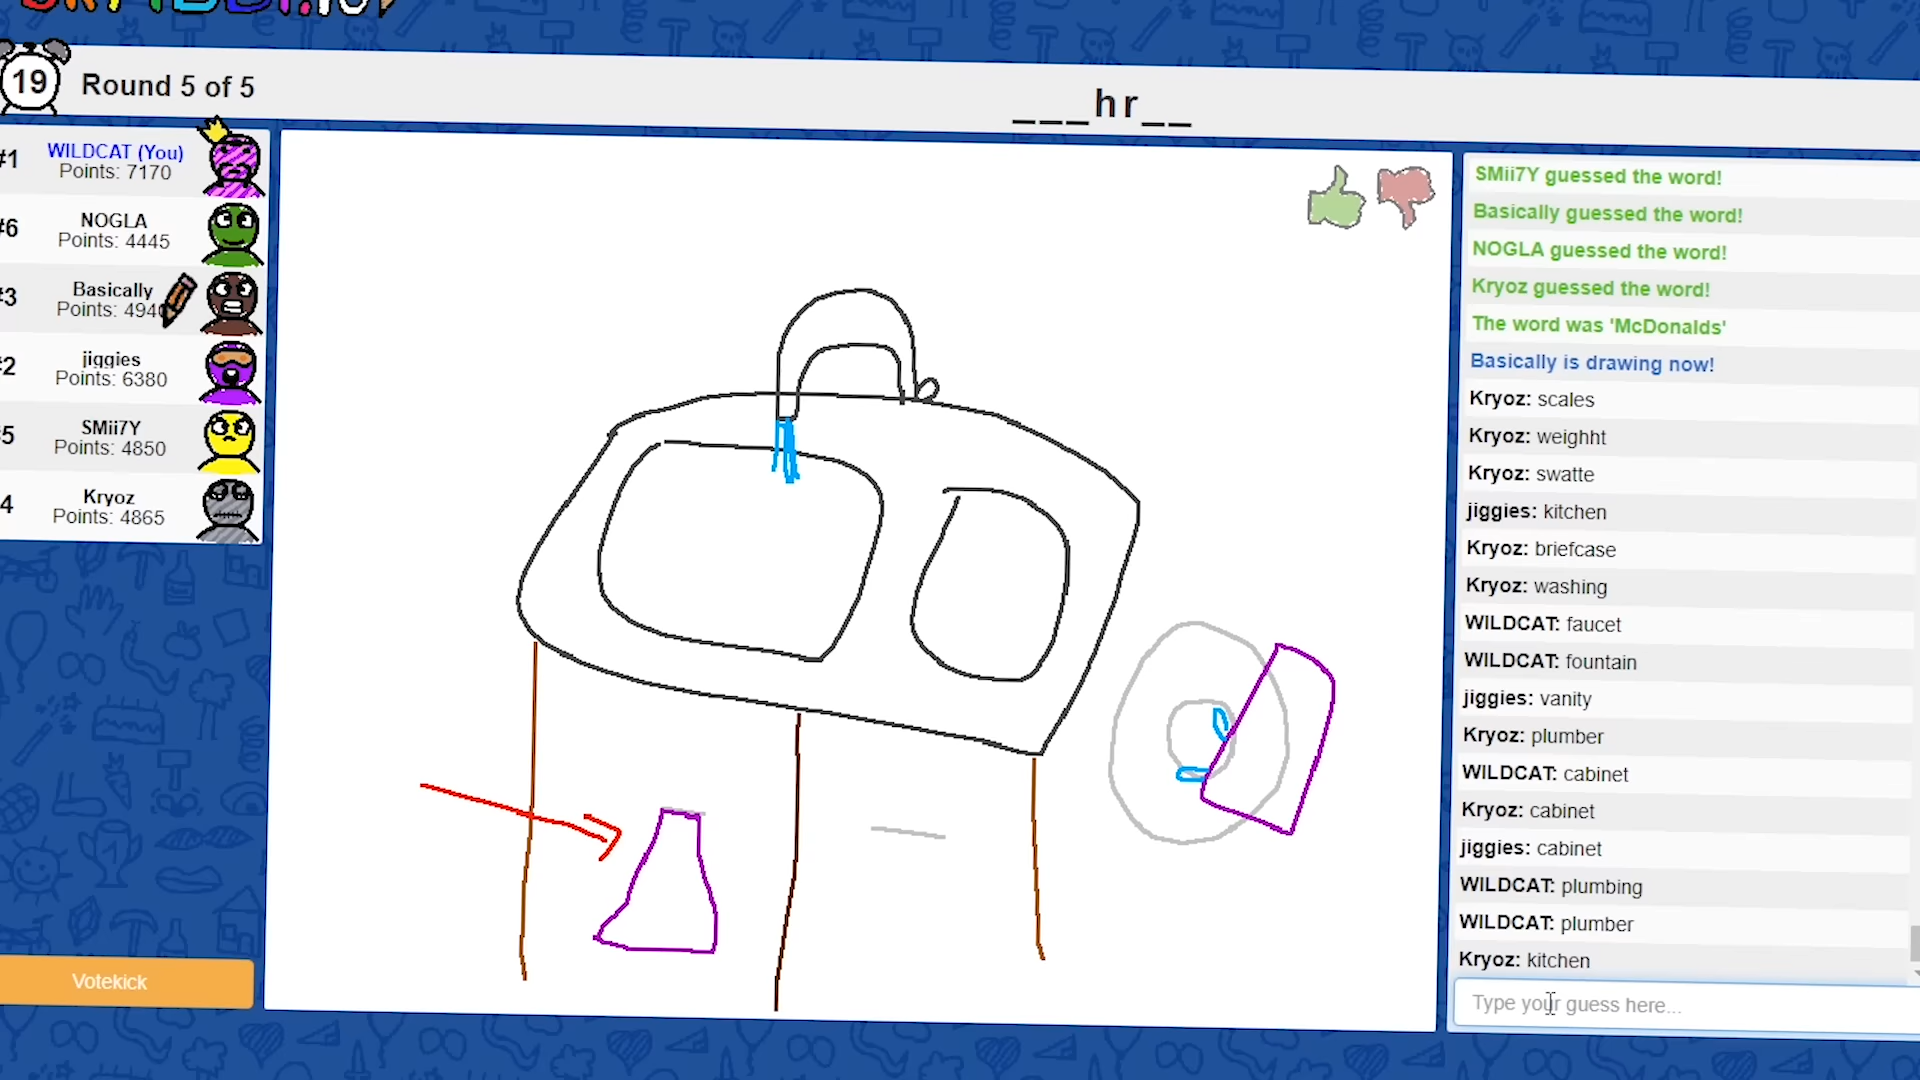 19
Round 5 of 5
___hr__
#1
WILDCAT (You)
Points: 7170
#6
NOGLA
Points: 4445
#3
Basically
#2
jiggies
Points: 6380
#5
SMii7Y
Points: 4850
4
Kryoz
Points: 4865
Votekick
SMii7Y guessed the word!
Basically guessed the word!
NOGLA guessed the word!
Kryoz guessed the word!
The word was 'McDonalds'
Basically is drawing now!
Kryoz: scales
Kryoz: weighht
Kryoz: swatte
jiggies: kitchen
Kryoz: briefcase
Kryoz: washing
WILDCAT: faucet
WILDCAT: fountain
jiggies: vanity
Kryoz: plumber
WILDCAT: cabinet
Kryoz: cabinet
jiggies: cabinet
WILDCAT: plumbing
WILDCAT: plumber
Kryoz: kitchen
Type your guess here...